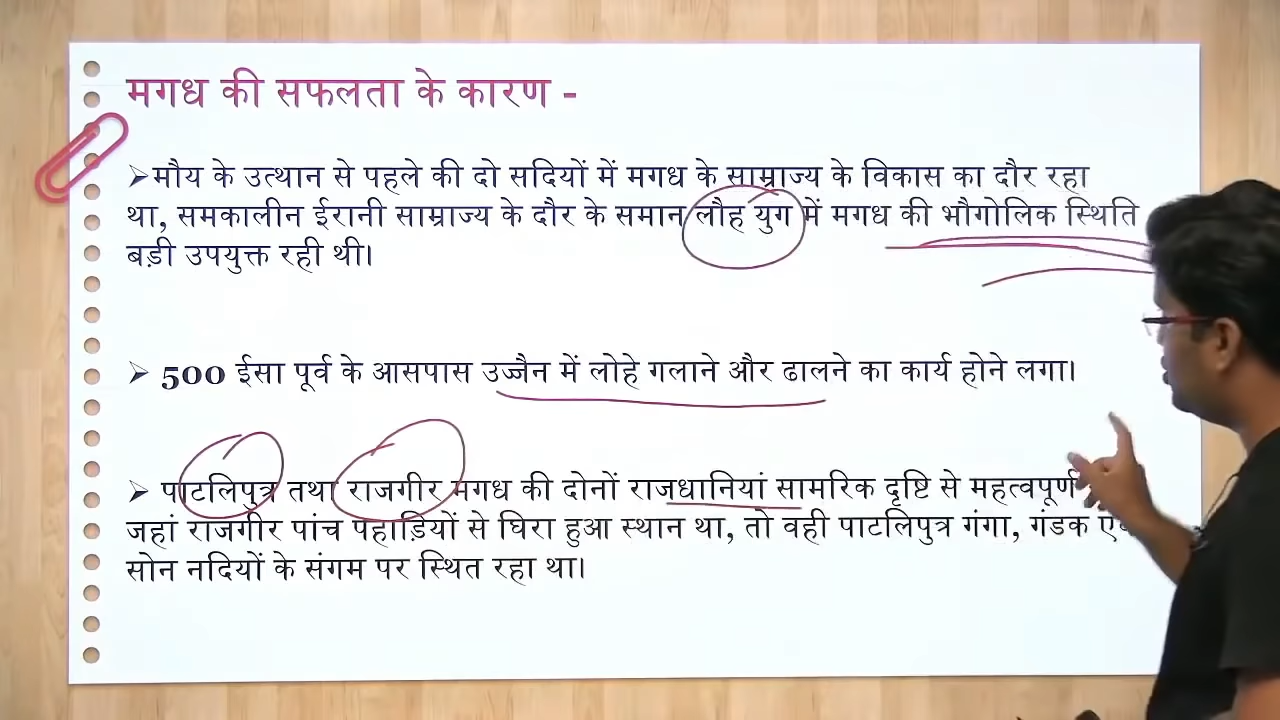 मगध की सफलता के कारण -
➢मौय के उत्थान से पहले की दो सदियों में मगध के साम्राज्य के विकास का दौर रहा
था, समकालीन ईरानी साम्राज्य के दौर के समान लौह युग में मगध की भौगोलिक स्थिति
बड़ी उपयुक्त रही थी।
➢ 500 ईसा पूर्व के आसपास उज्जैन में लोहे गलाने और ढालने का कार्य होने लगा।
➢ पाटलिपुत्र तथा राजगीर मगध की दोनों राजधानियां सामरिक दृष्टि से महत्वपूर्ण
जहां राजगीर पांच पहाड़ियों से घिरा हुआ स्थान था, तो वही पाटलिपुत्र गंगा, गंडक
सोन नदियों के संगम पर स्थित रहा था।